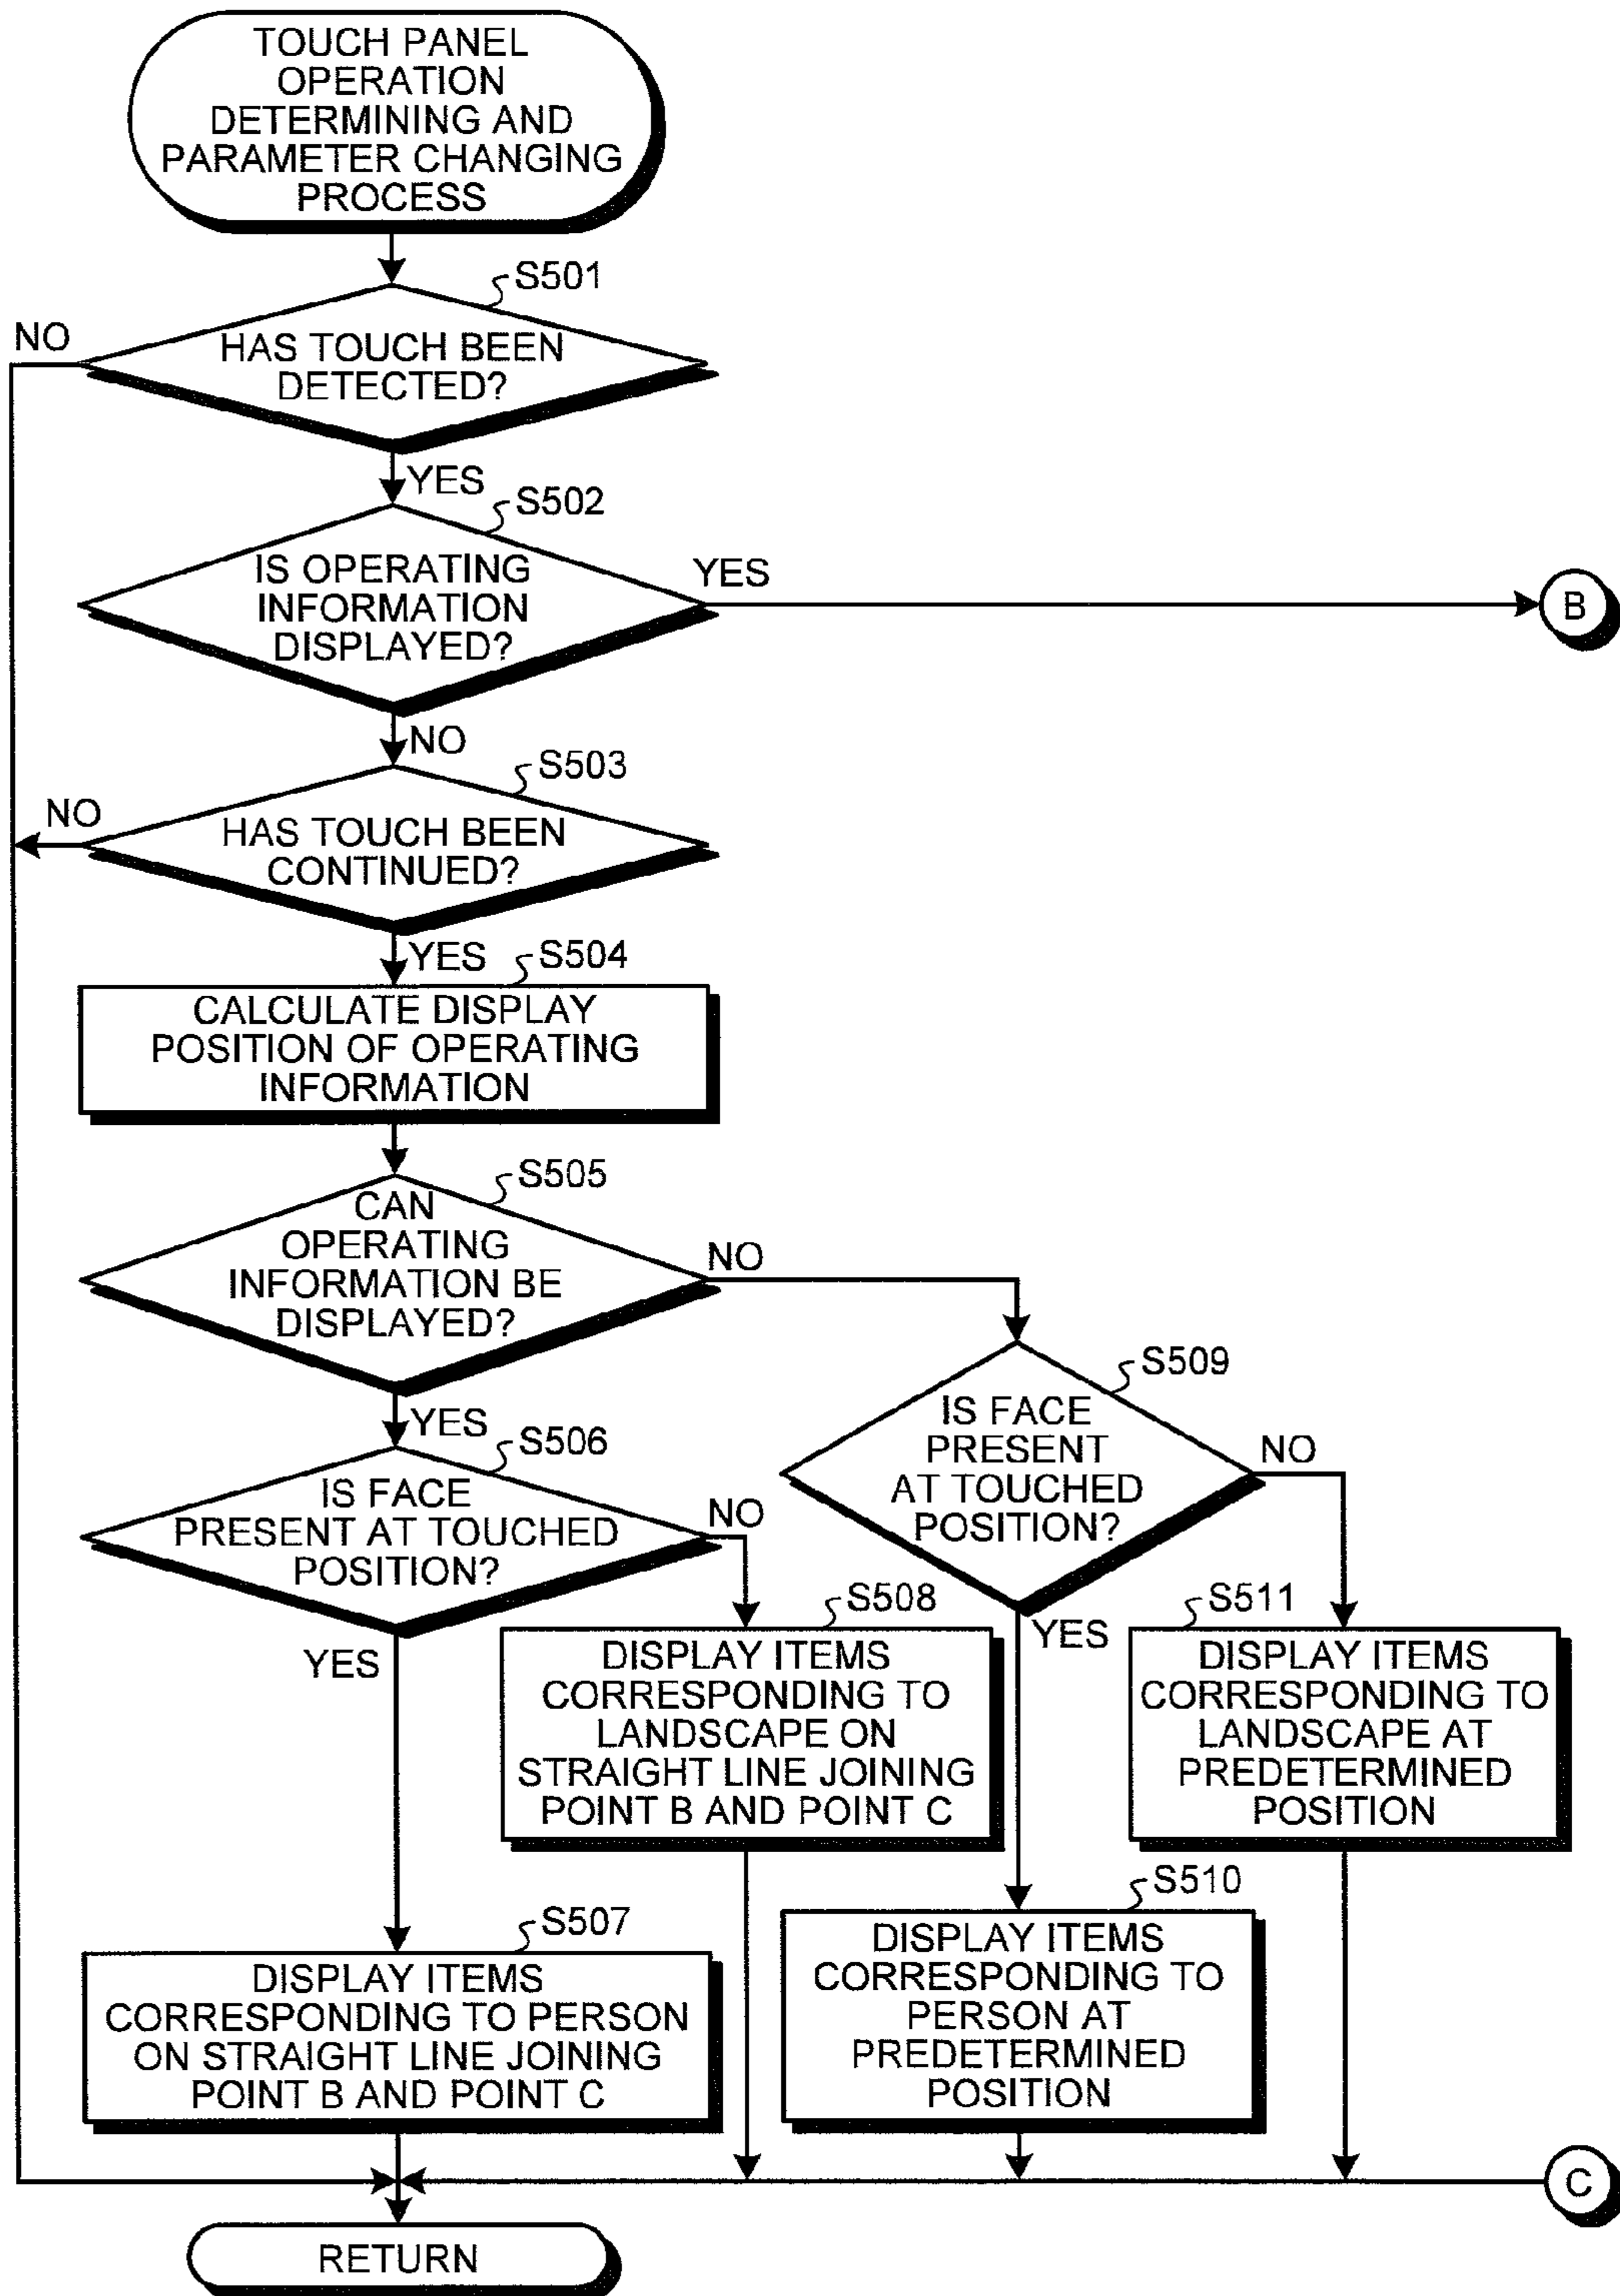 TOUCH PANEL
OPERATION
DETERMINING AND
PARAMETER CHANGING
PROCESS
S501
NO
HAS TOUCH BEEN
DETECTED?
YES
S502
IS OPERATING
INFORMATION
DISPLAYED?
YES
B
NO
S503
NO
HAS TOUCH BEEN
CONTINUED?
YES
S504
CALCULATE DISPLAY
POSITION OF OPERATING
INFORMATION
S505
CAN
OPERATING
INFORMATION BE
DISPLAYED?
NO
YES
S506
IS FACE
PRESENT AT TOUCHED
POSITION?
NO
YES
S509
IS FACE
PRESENT
AT TOUCHED
POSITION?
NO
YES
S508
DISPLAY ITEMS
CORRESPONDING TO
LANDSCAPE ON
STRAIGHT LINE JOINING
POINT B AND POINT C
S511
DISPLAY ITEMS
CORRESPONDING TO
LANDSCAPE AT
PREDETERMINED
POSITION
S507
DISPLAY ITEMS
CORRESPONDING TO PERSON
ON STRAIGHT LINE JOINING
POINT B AND POINT C
S510
DISPLAY ITEMS
CORRESPONDING TO
PERSON AT
PREDETERMINED
POSITION
C
RETURN